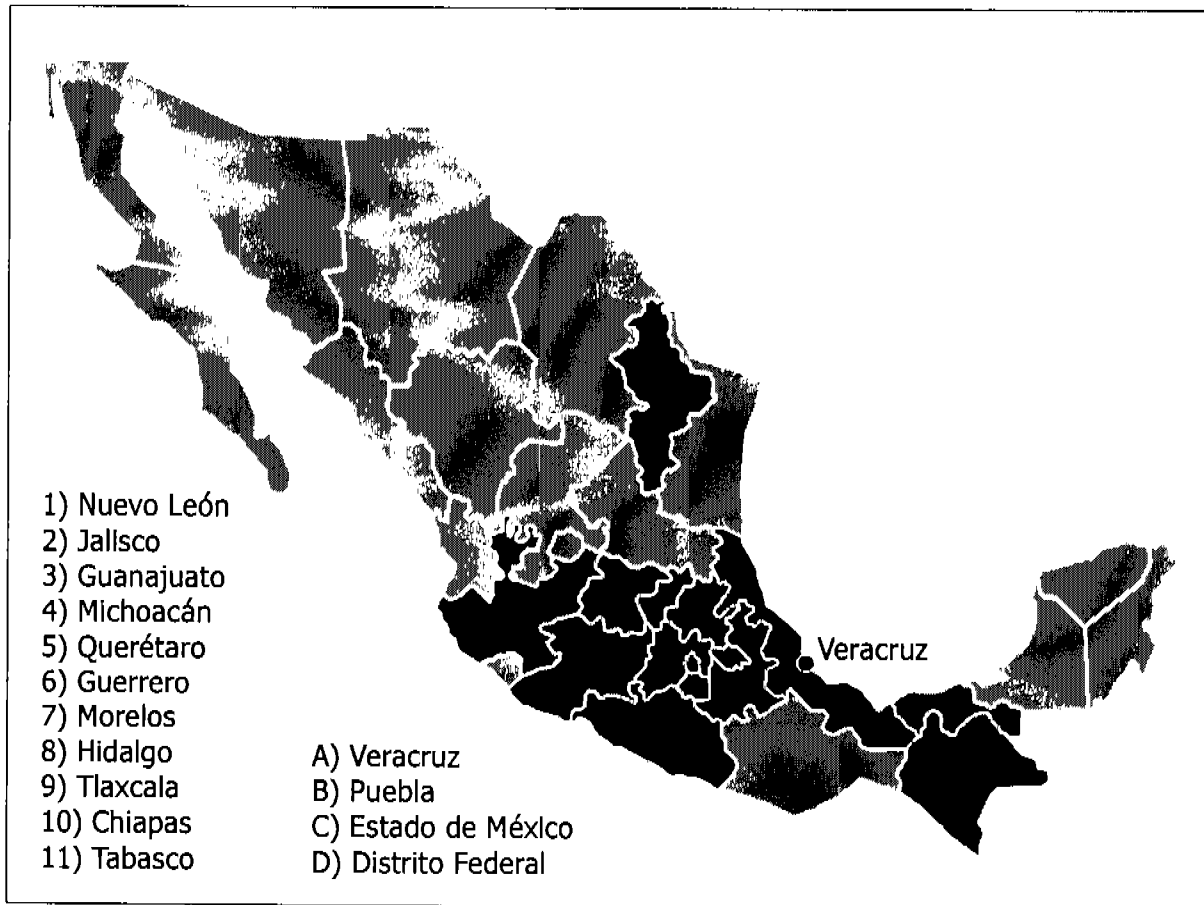 1) Nuevo León
2) Jalisco
3) Guanajuato
4) Michoacán
5) Querétaro
6) Guerrero
7) Morelos
8) Hidalgo
9) Tlaxcala
10) Chiapas
11) Tabasco
A) Veracruz
B) Puebla
C) Estado de México
D) Distrito Federal
Veracruz